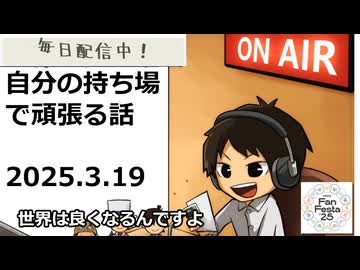 毎日配信中！
ON AIR
自分の持ち場
で頑張る話
2025.3.19
世界は良くなるんですよ
Fan
Festa
'25